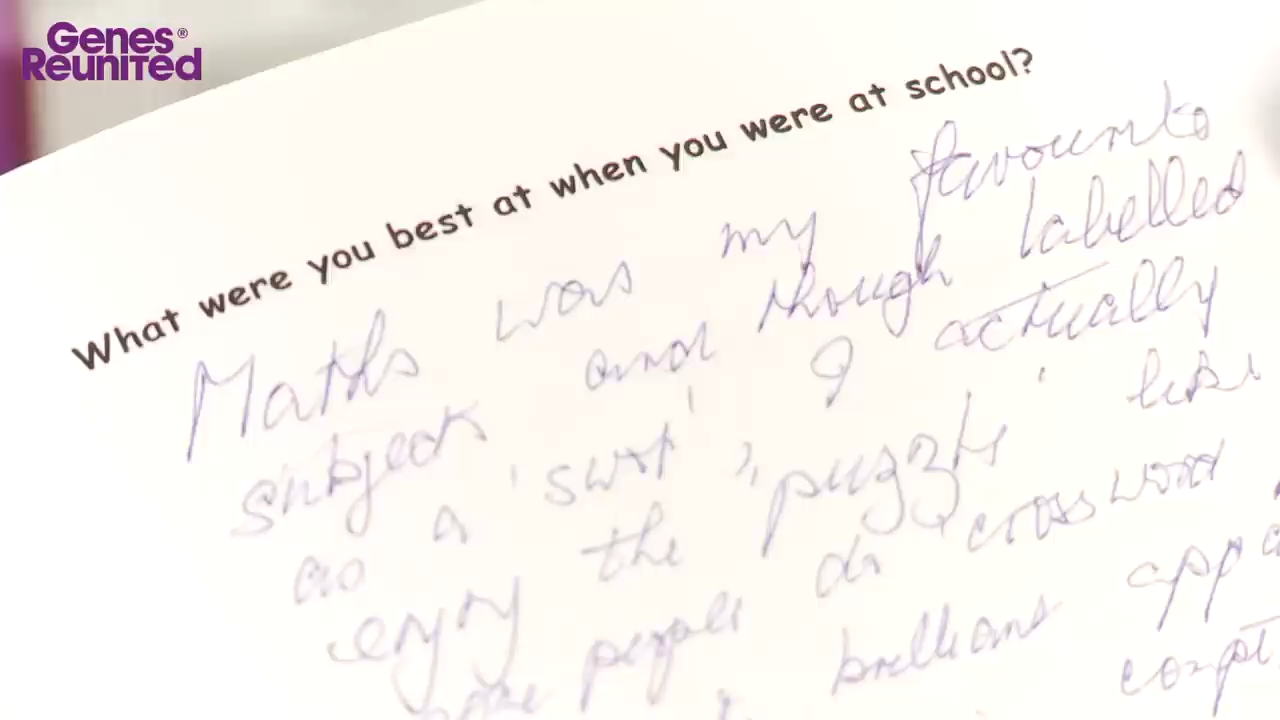 Genes®
Reunited
What were you best at when you were at school?
Maths was my favourite
subject and though labelled
as a 'swot' I actually
enjoy the 'puzzle' like
some people do crossword
brilliant